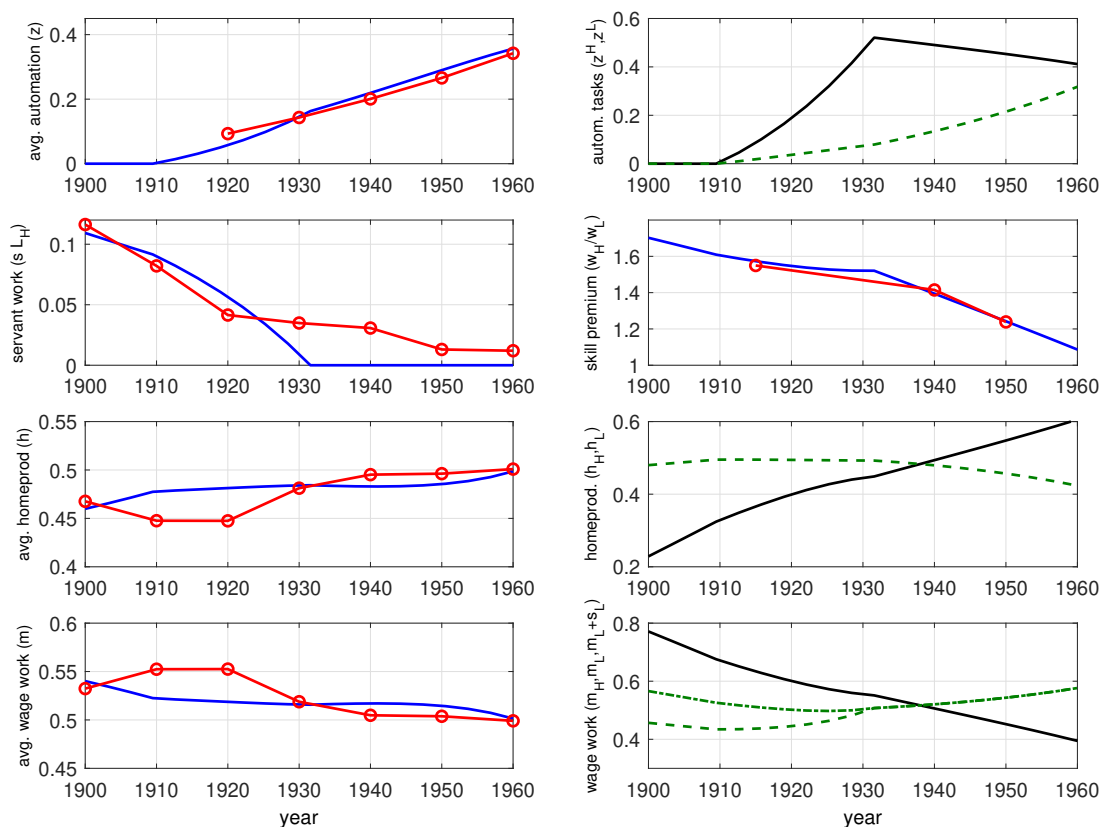 avg. automation (z)
0.4
0.2
0
1900 1910 1920 1930 1940 1950 1960
autom. tasks (z^H,z^L)
0.6
0.4
0.2
0
1900 1910 1920 1930 1940 1950 1960
servant work (s L_H)
0.1
0.05
0
1900 1910 1920 1930 1940 1950 1960
skill premium (w_H/w_L)
1.6
1.4
1.2
1
1900 1910 1920 1930 1940 1950 1960
avg. homeprod (h)
0.55
0.5
0.45
0.4
1900 1910 1920 1930 1940 1950 1960
homeprod. (h_H,h_L)
0.6
0.4
0.2
1900 1910 1920 1930 1940 1950 1960
avg. wage work (m)
0.6
0.55
0.5
0.45
1900 1910 1920 1930 1940 1950 1960
year
wage work (m_H,m_L,m_L+s_L)
0.8
0.6
0.4
1900 1910 1920 1930 1940 1950 1960
year